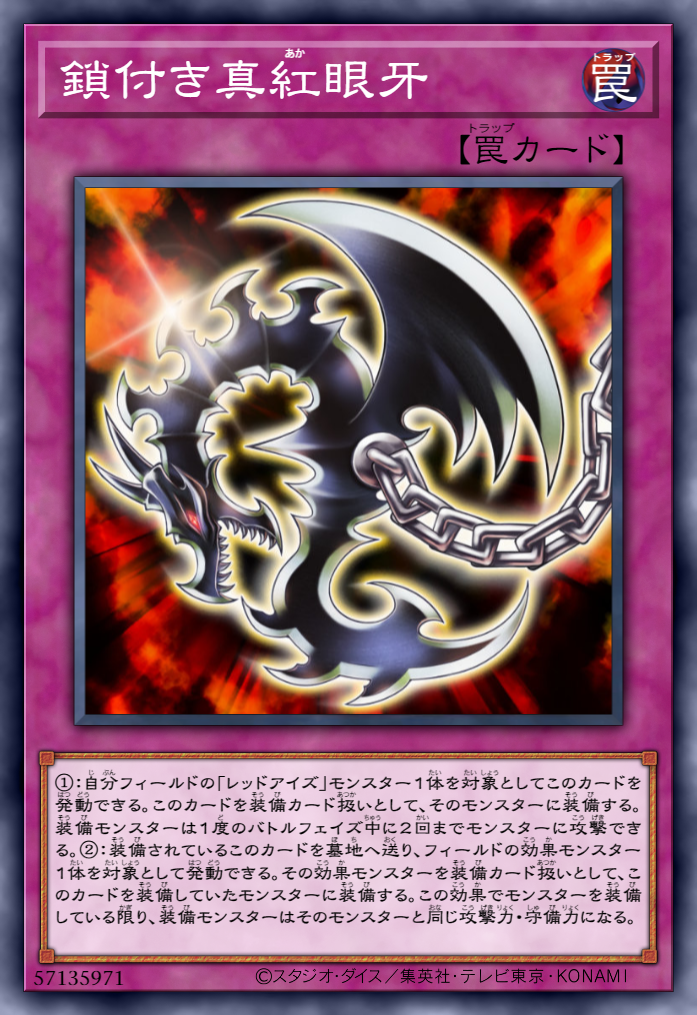 鎖付き真紅眼牙
【罠カード】
①:自分フィールドの「レッドアイズ」モンスター1体を対象としてこのカードを
発動できる。このカードを装備カード扱いとして、そのモンスターに装備する。
装備モンスターは1度のバトルフェイズ中に2回までモンスターに攻撃でき
る。②:装備されているこのカードを墓地へ送り、フィールドの効果モンスター
1体を対象として発動できる。その効果モンスターを装備カード扱いとして、こ
のカードを装備していたモンスターに装備する。この効果でモンスターを装備
している限り、装備モンスターはそのモンスターと同じ攻撃力・守備力になる。
57135971 ©スタジオ・ダイス/集英社・テレビ東京・KONAMI